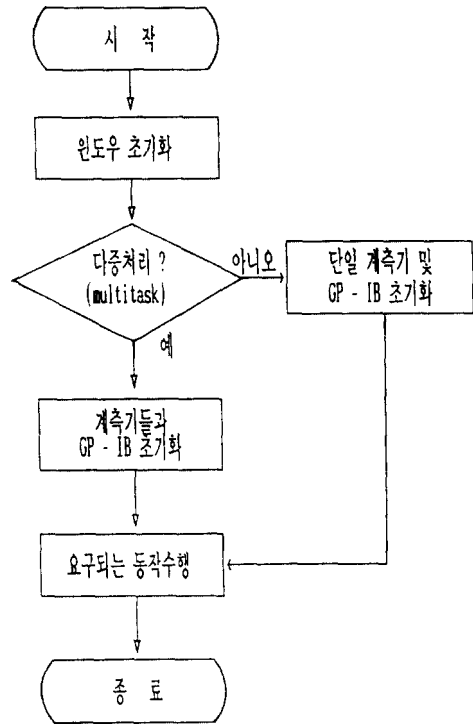 시 작
윈도우 초기화
다중처리 ?
(multitask)
아니오
단일 계측기 및
GP - IB 초기화
예
계측기들과
GP - IB 초기화
요구되는 동작수행
종 료